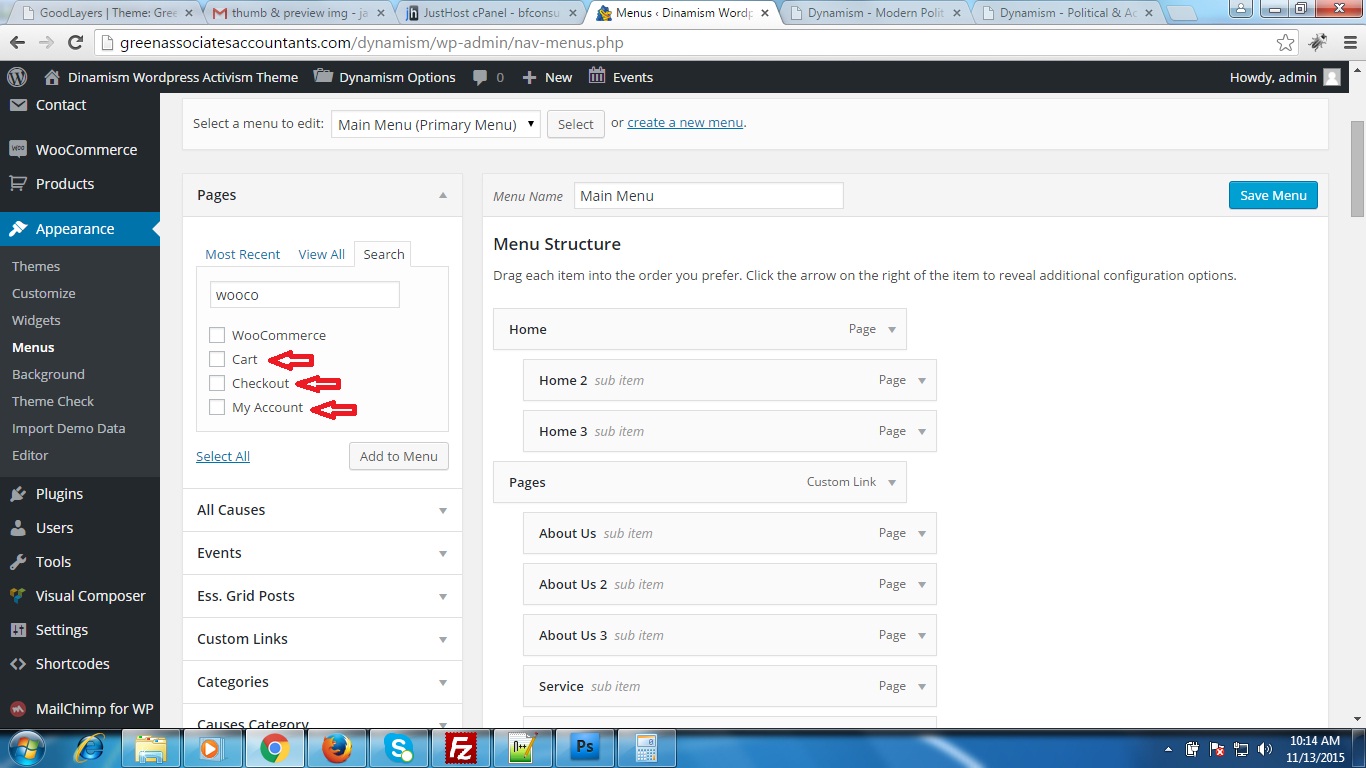 GoodLayers | Theme: Gree
thumb & preview img - ja
JustHost cPanel - bfconsu
Menus ‹ Dinamism Wordp
Dynamism - Modern Polit
Dynamism - Political & Ac
greenassociatesaccountants.com/dynamism/wp-admin/nav-menus.php
Dinamism Wordpress Activism Theme
Dynamism Options
0
New
Events
Howdy, admin
Contact
WooCommerce
Products
Appearance
Themes
Customize
Widgets
Menus
Background
Theme Check
Import Demo Data
Editor
Plugins
Users
Tools
Visual Composer
Settings
Shortcodes
MailChimp for WP
Select a menu to edit: Main Menu (Primary Menu) Select or create a new menu.
Pages
Most Recent View All Search
wooco
WooCommerce
Cart
Checkout
My Account
Select All Add to Menu
All Causes
Events
Ess. Grid Posts
Custom Links
Categories
Causes Category
Menu Name Main Menu Save Menu
Menu Structure
Drag each item into the order you prefer. Click the arrow on the right of the item to reveal additional configuration options.
Home Page
Home 2 sub item Page
Home 3 sub item Page
Pages Custom Link
About Us sub item Page
About Us 2 sub item Page
About Us 3 sub item Page
Service sub item Page
10:14 AM
11/13/2015